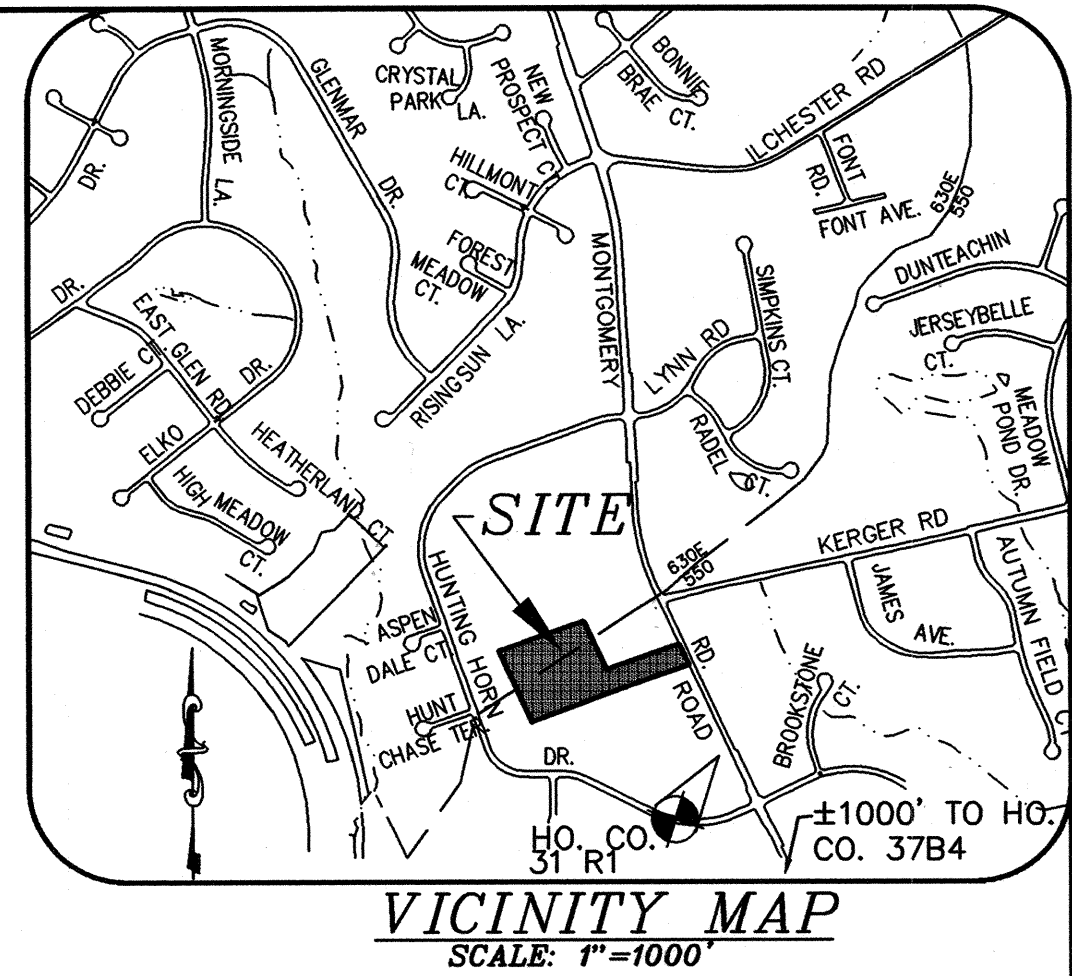 MORNINGSIDE LA.
GLENMAR DR.
CRYSTAL
PARK LA.
NEW
PROSPECT C
BONNIE
BRAE CT.
ILCHESTER RD
FONT
RD.
FONT AVE.
630E
550
DR.
HILLMONT
CT.
FOREST
MEADOW
CT.
MONTGOMERY
DUNTEACHIN
JERSEYBELLE
CT.
MEADOW
POND DR.
SIMPKINS CT.
LYNN RD
RADEL CT.
DR.
EAST GLEN RD
DR.
DEBBIE C
ELKO
HEATHERLAND CT.
HIGH MEADOW
CT.
RISING SUN LA.
SITE
KERGER RD
630E
550
HUNTING HORN
ASPEN
DALE CT.
HUNT
CHASE TER.
DR.
RD.
ROAD
JAMES
AVE.
AUTUMN FIELD C
BROOKSTONE
CT.
HO. CO.
31 R1
±1000' TO HO.
CO. 37B4
VICINITY MAP
SCALE: 1"=1000'